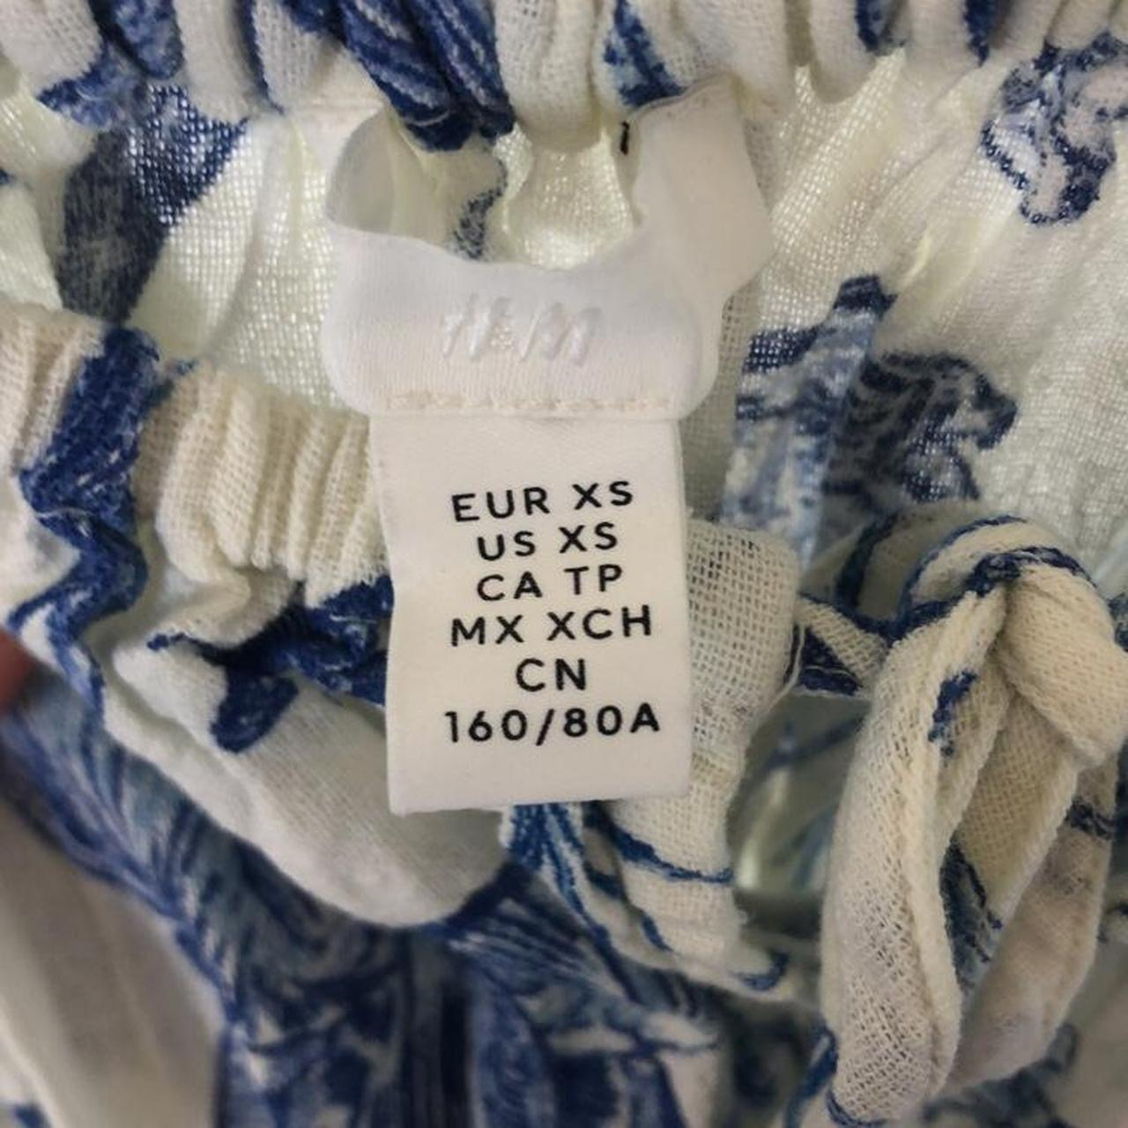 H&M
EUR XS
US XS
CA TP
MX XCH
CN
160/80A